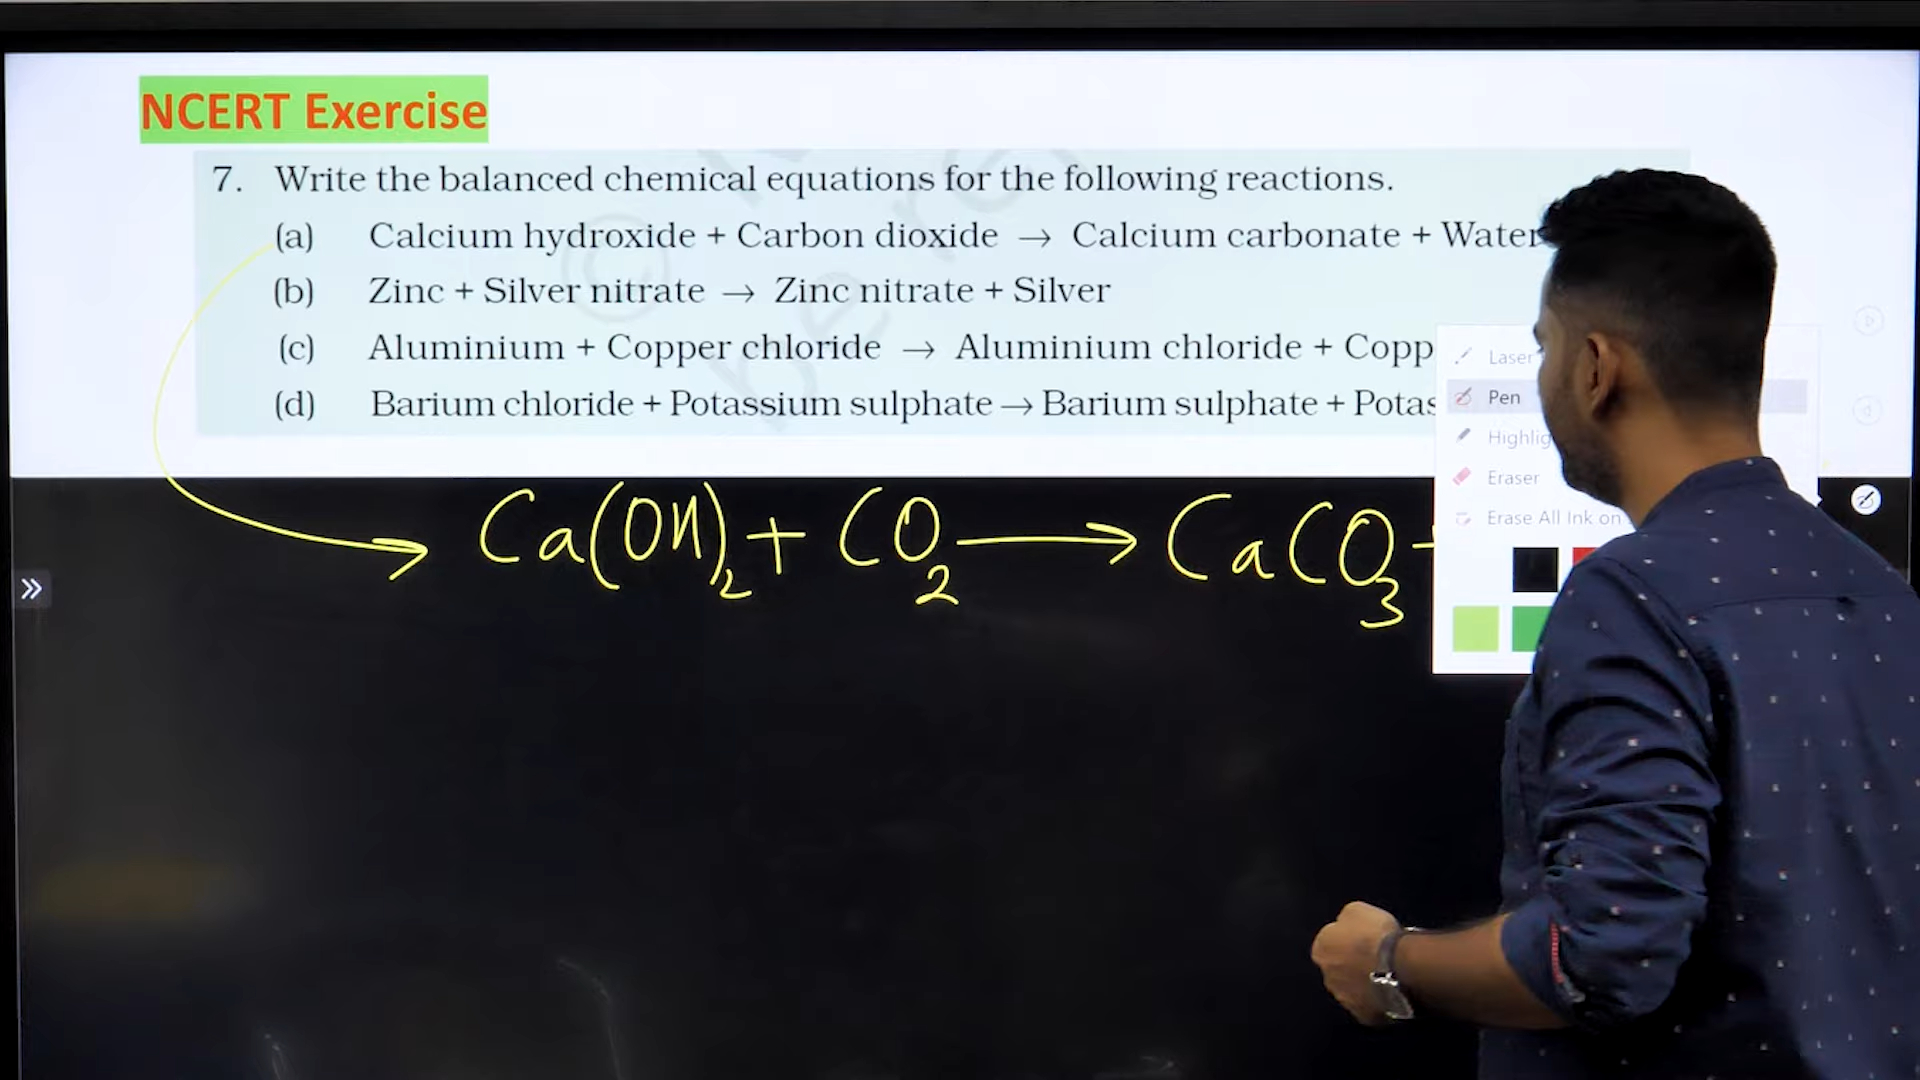 NCERT Exercise
7. Write the balanced chemical equations for the following reactions.
(a) Calcium hydroxide + Carbon dioxide → Calcium carbonate + Water
(b) Zinc + Silver nitrate → Zinc nitrate + Silver
(c) Aluminium + Copper chloride → Aluminium chloride + Copp
(d) Barium chloride + Potassium sulphate → Barium sulphate + Potas
Laser
Pen
Highlig
Eraser
Erase All Ink on
Ca(OH)₂ + CO₂ → CaCO₃ +